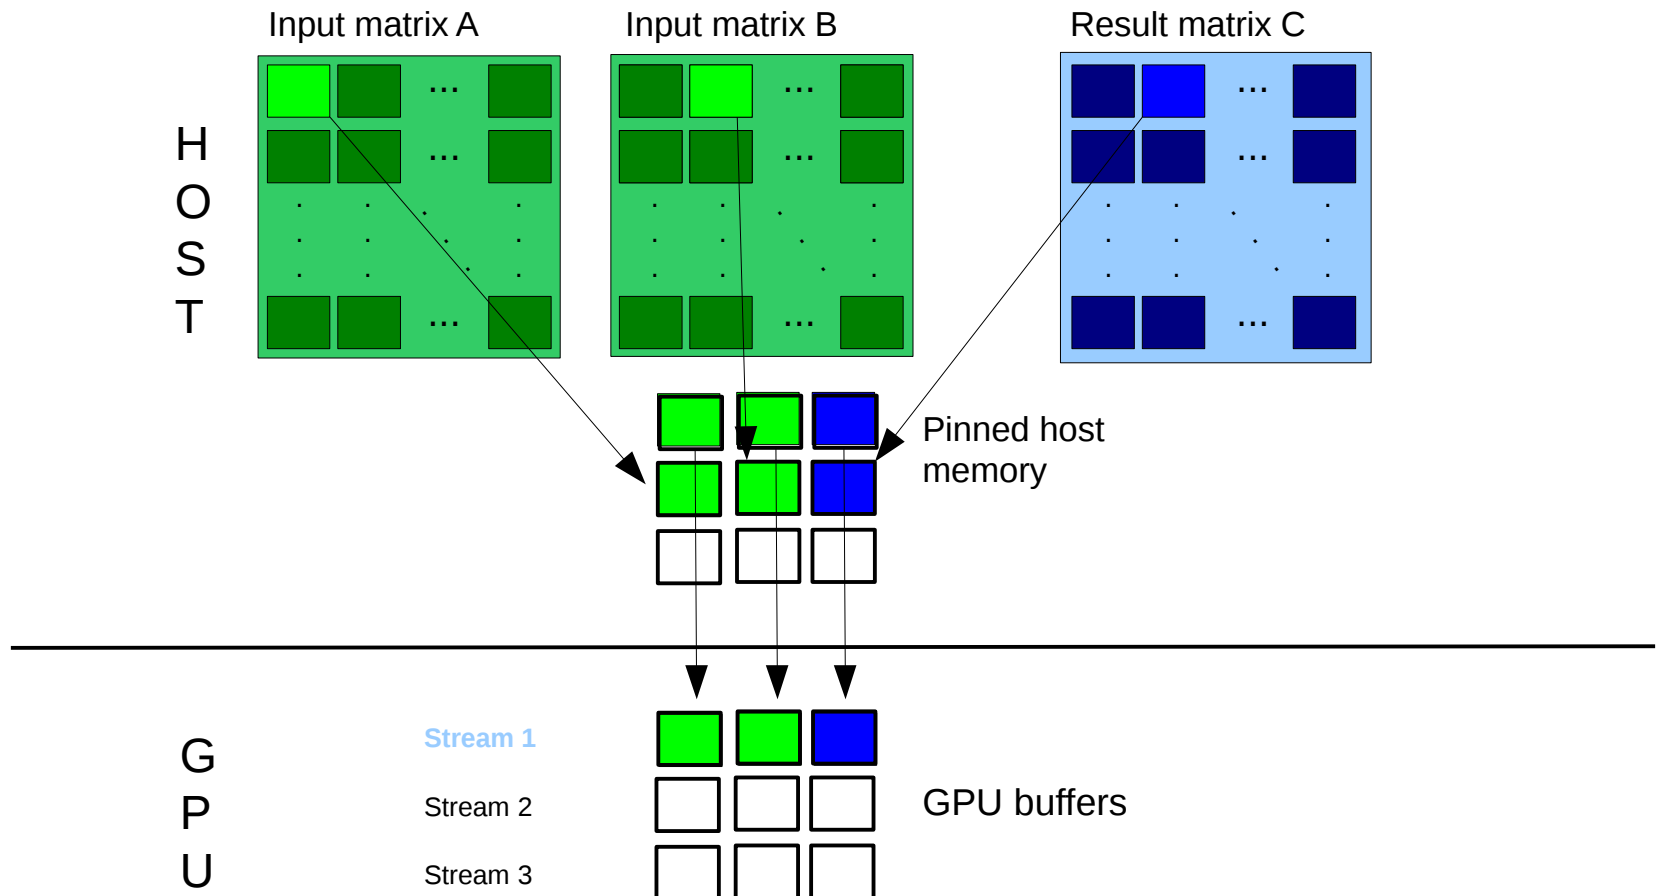 Input matrix A
Input matrix B
Result matrix C
...
...
...
...
...
...
...
...
...
H
O
S
T
Pinned host
memory
G
P
U
Stream 1
Stream 2
Stream 3
GPU buffers